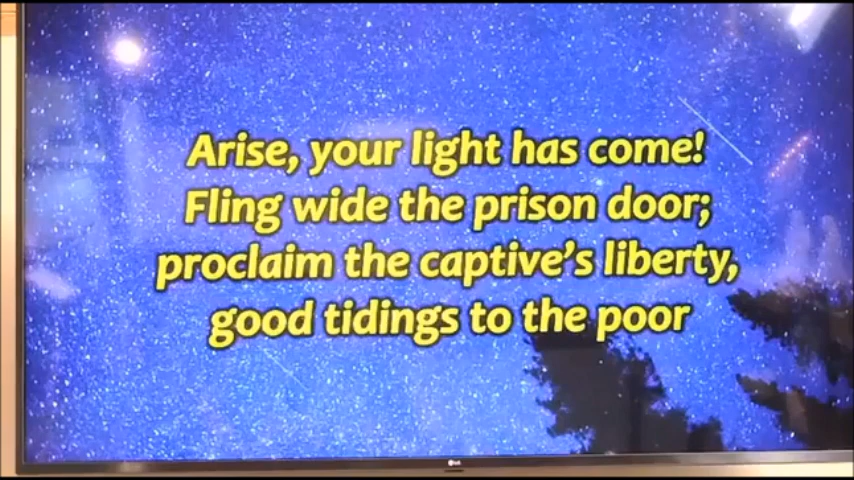 Arise, your light has come!
Fling wide the prison door;
proclaim the captive's liberty,
good tidings to the poor
LG